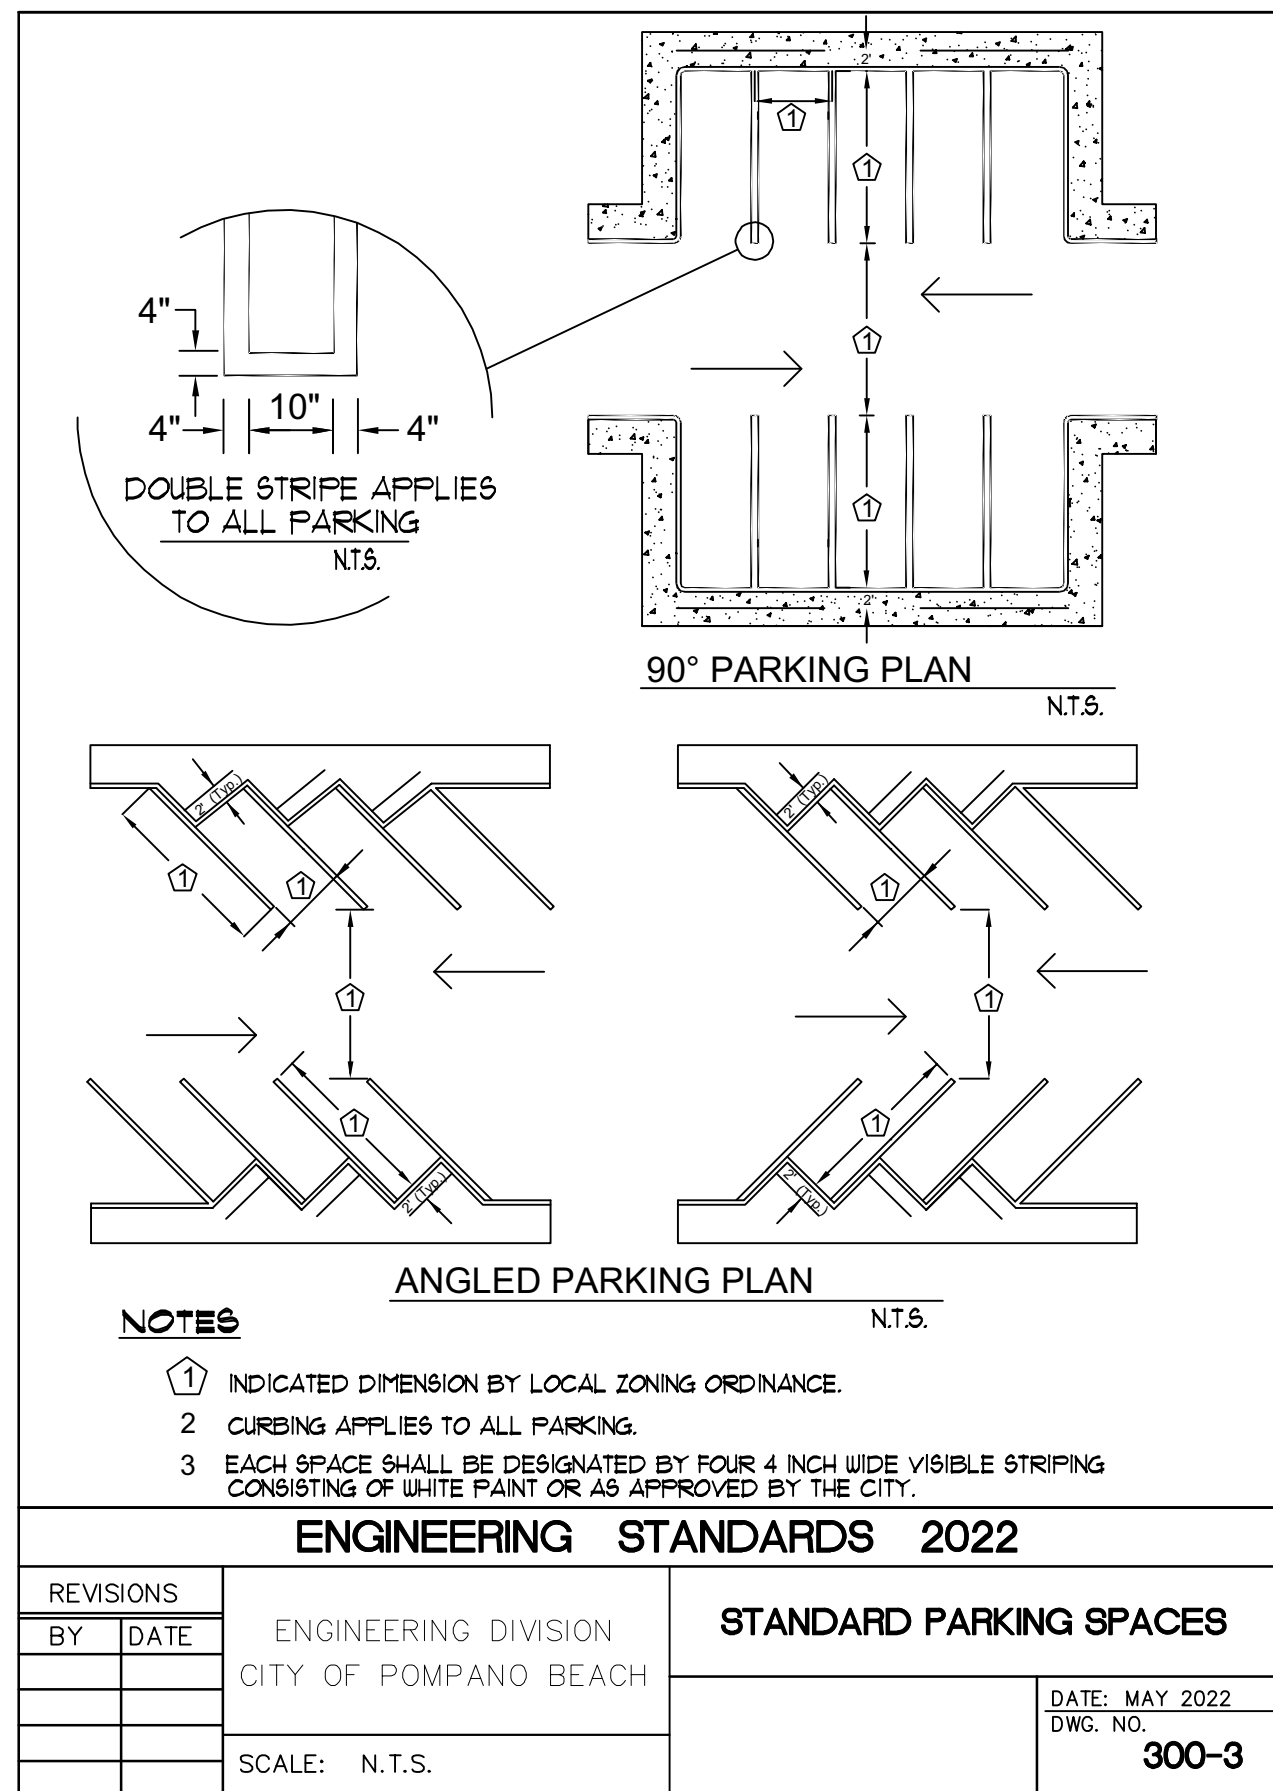 2'
1
1
4"
1
10"
4"
4"
DOUBLE STRIPE APPLIES
TO ALL PARKING
N.T.S.
1
2'
90° PARKING PLAN
N.T.S.
2' (Typ.)
1
1
1
1
2' (Typ.)
2' (Typ.)
1
1
1
2' (Typ.)
ANGLED PARKING PLAN
N.T.S.
NOTES
1 INDICATED DIMENSION BY LOCAL ZONING ORDINANCE.
2 CURBING APPLIES TO ALL PARKING.
3 EACH SPACE SHALL BE DESIGNATED BY FOUR 4 INCH WIDE VISIBLE STRIPING
CONSISTING OF WHITE PAINT OR AS APPROVED BY THE CITY.
ENGINEERING STANDARDS 2022
REVISIONS
BY DATE
ENGINEERING DIVISION
CITY OF POMPANO BEACH
SCALE: N.T.S.
STANDARD PARKING SPACES
DATE: MAY 2022
DWG. NO.
300-3